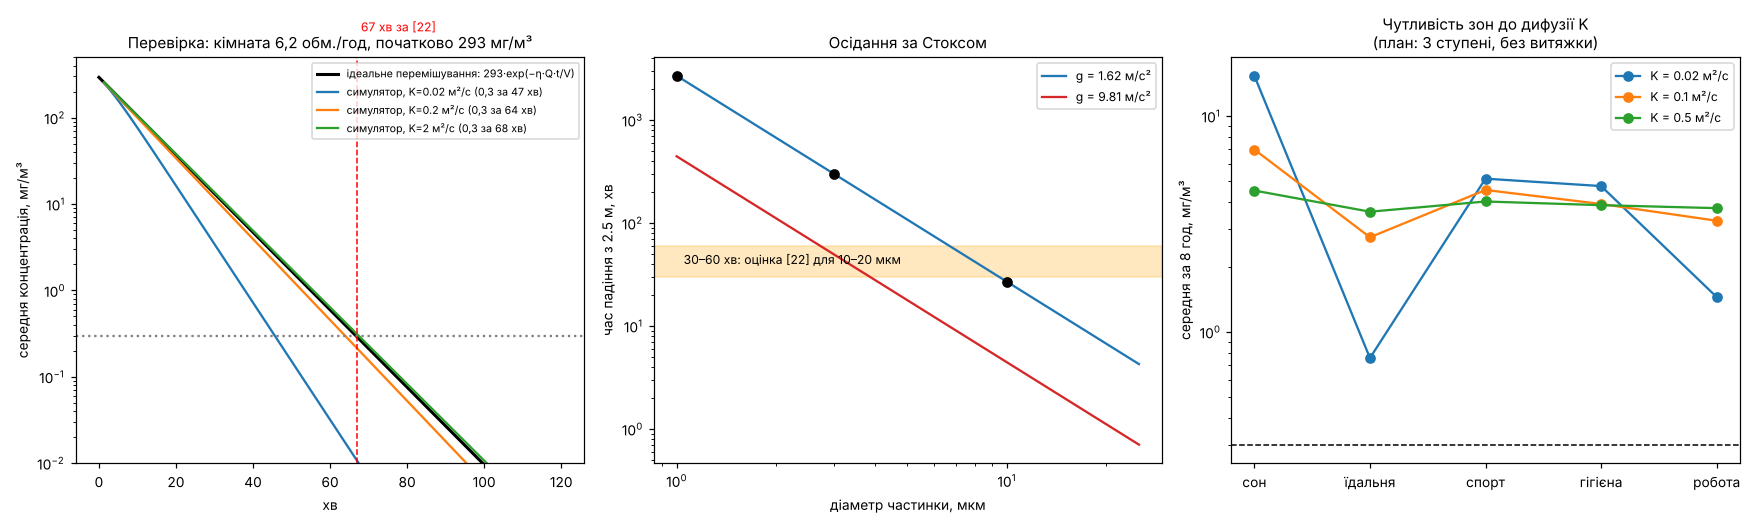 67 хв за [22]
Перевірка: кімната 6,2 обм./год, початково 293 мг/м³
ідеальне перемішування: 293·exp(−η·Q·t/V)
симулятор, K=0.02 м²/с (0,3 за 47 хв)
симулятор, K=0.2 м²/с (0,3 за 64 хв)
симулятор, K=2 м²/с (0,3 за 68 хв)
середня концентрація, мг/м³
10²
10¹
10⁰
10⁻¹
10⁻²
0 20 40 60 80 100 120
хв
Осідання за Стоксом
g = 1.62 м/с²
g = 9.81 м/с²
30–60 хв: оцінка [22] для 10–20 мкм
час падіння з 2.5 м, хв
10³
10²
10¹
10⁰
10⁰ 10¹
діаметр частинки, мкм
Чутливість зон до дифузії K
(план: 3 ступені, без витяжки)
K = 0.02 м²/с
K = 0.1 м²/с
K = 0.5 м²/с
середня за 8 год, мг/м³
10¹
10⁰
сон їдальня спорт гігієна робота